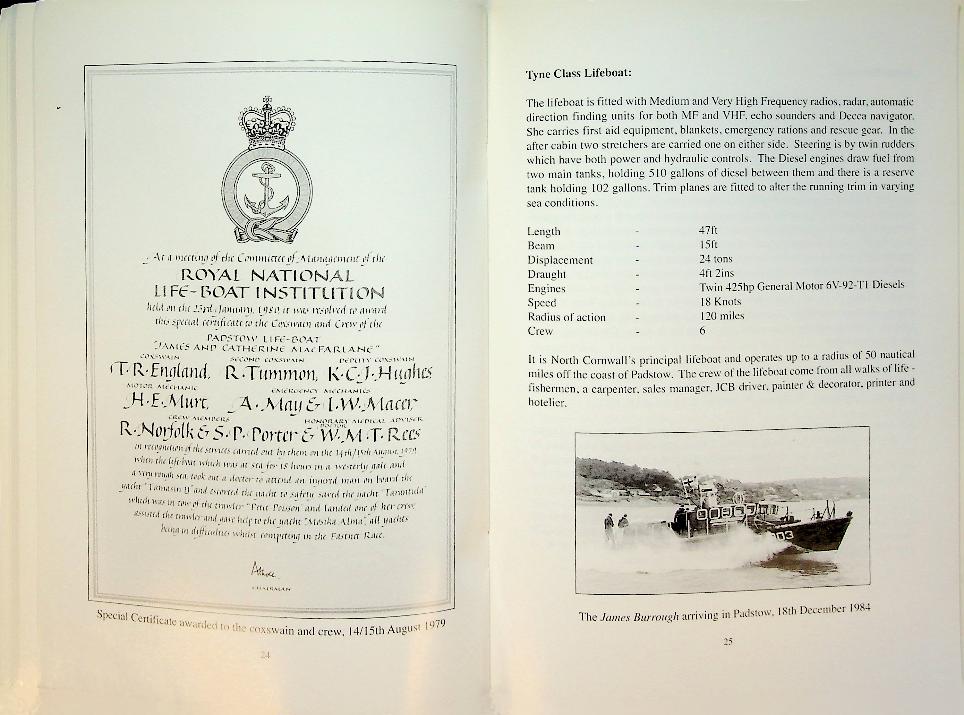 At a meeting of the Committee of Management of the
ROYAL NATIONAL
LIFE-BOAT INSTITUTION
held on the 23rd January, 1980 it was resolved to award
this special certificate to the Coxswain and Crew of the
PADSTOW LIFE-BOAT
"JAMES AND CATHERINE MACFARLANE"
COXSWAIN SECOND COXSWAIN DEPUTY COXSWAIN
T·R·England, R·Tummon, K·C·J·Hughes
MOTOR MECHANIC EMERGENCY MECHANICS
H·E·Murt, A·May & I·W·Macer,
CREW MEMBERS HONORARY MEDICAL ADVISER
DOCTOR
R·Norfolk & S·P·Porter & W·M·T·Rees
in recognition of the services carried out by them on the 14th/15th August, 1979
when the life-boat which was at sea for 18 hours in a westerly gale and
a very rough sea, took out a doctor to attend an injured man on board the
yacht "Tamasin II" and escorted the yacht to safety saved the yacht "Tarantula"
which was in tow of the trawler "Petit Poisson" and landed one of her crew
assisted the trawler and gave help to the yacht "Moshka Alma", all yachts
being in difficulties whilst competing in the Fastnet Race.
CHAIRMAN
Special Certificate awarded to the coxswain and crew, 14/15th August 1979
24
Tyne Class Lifeboat:
The lifeboat is fitted with Medium and Very High Frequency radios, radar, automatic
direction finding units for both MF and VHF, echo sounders and Decca navigator.
She carries first aid equipment, blankets, emergency rations and rescue gear. In the
after cabin two stretchers are carried one on either side. Steering is by twin rudders
which have both power and hydraulic controls. The Diesel engines draw fuel from
two main tanks, holding 510 gallons of diesel between them and there is a reserve
tank holding 102 gallons. Trim planes are fitted to alter the running trim in varying
sea conditions.
Length - 47ft
Beam - 15ft
Displacement - 24 tons
Draught - 4ft 2ins
Engines - Twin 425hp General Motor 6V-92-T1 Diesels
Speed - 18 Knots
Radius of action - 120 miles
Crew - 6
It is North Cornwall's principal lifeboat and operates up to a radius of 50 nautical
miles off the coast of Padstow. The crew of the lifeboat come from all walks of life -
fishermen, a carpenter, sales manager, JCB driver, painter & decorator, printer and
hotelier.
The James Burrough arriving in Padstow, 18th December 1984
25